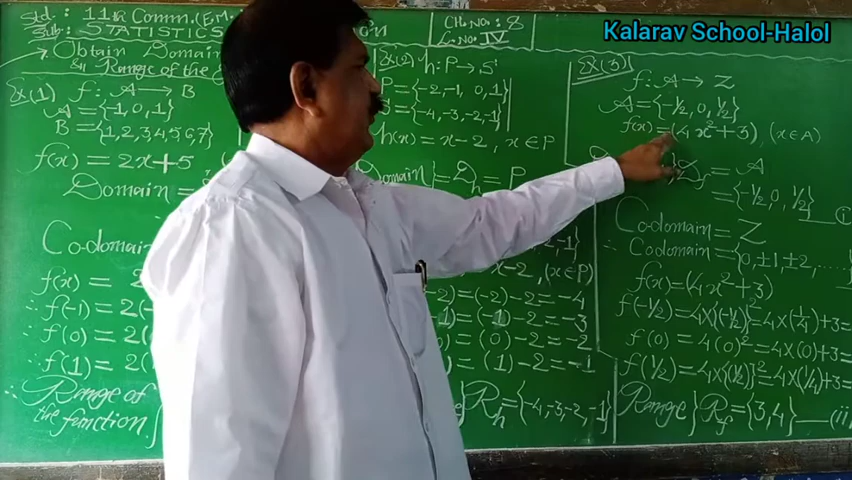 Kalarav School-Halol
Std : 11th Comm. (E.M.
Sub: STATISTICS
CH. NO : 8
L. NO : IV
Obtain Domain
& Range of the
Ex(1) f : A → B
A = {-1, 0, 1}
B = {1, 2, 3, 4, 5, 6, 7}
f(x) = 2x+5
Domain =
Co-domain
f(x) = 2
∴ f(-1) = 2(
∴ f(0) = 2(
∴ f(1) = 2(
∴ Range of
the function}
(2) h : P → S
P = {-2, -1, 0, 1}
= {-4, -3, -2, -1}
h(x) = x-2, x∈P
Domain = Dh = P
, -1}
x-2, (x∈P)
-2) = (-2)-2 = -4
-1) = (-1)-2 = -3
0) = (0)-2 = -2
= (1)-2 = -1
} Rh = {-4, -3, -2, -1}
Ex(3)
f : A → Z
A = {-1/2, 0, 1/2}
f(x) = (4x²+3), (x∈A)
} Df = A
= {-1/2, 0, 1/2} (i
Co-domain = Z
∴ Codomain = {0, ±1, ±2, ....}
f(x) = (4x²+3)
f(-1/2) = 4×(-1/2)² = 4×(1/4)+3 =
f(0) = 4(0)² = 4×(0)+3 =
f(1/2) = 4×(1/2)² = 4×(1/4)+3 =
Range} Rf = {3, 4} (ii